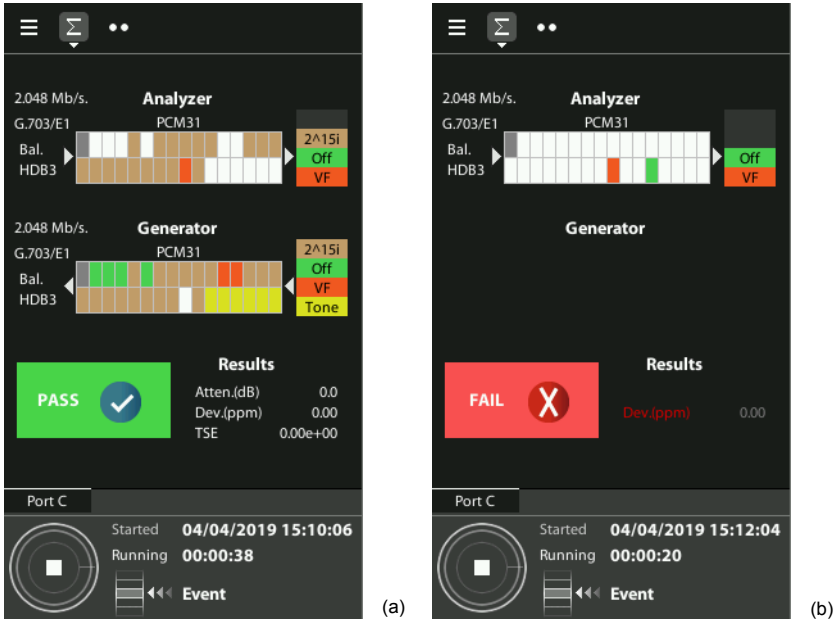 Σ
2.048 Mb/s. Analyzer
G.703/E1 PCM31
Bal.
HDB3
2^15i
Off
VF
2.048 Mb/s. Generator
G.703/E1 PCM31
Bal.
HDB3
2^15i
Off
VF
Tone
PASS
Results
Atten.(dB) 0.0
Dev.(ppm) 0.00
TSE 0.00e+00
Port C
Started 04/04/2019 15:10:06
Running 00:00:38
Event
(a)
Σ
2.048 Mb/s. Analyzer
G.703/E1 PCM31
Bal.
HDB3
Off
VF
Generator
FAIL
Results
Dev.(ppm) 0.00
Port C
Started 04/04/2019 15:12:04
Running 00:00:20
Event
(b)